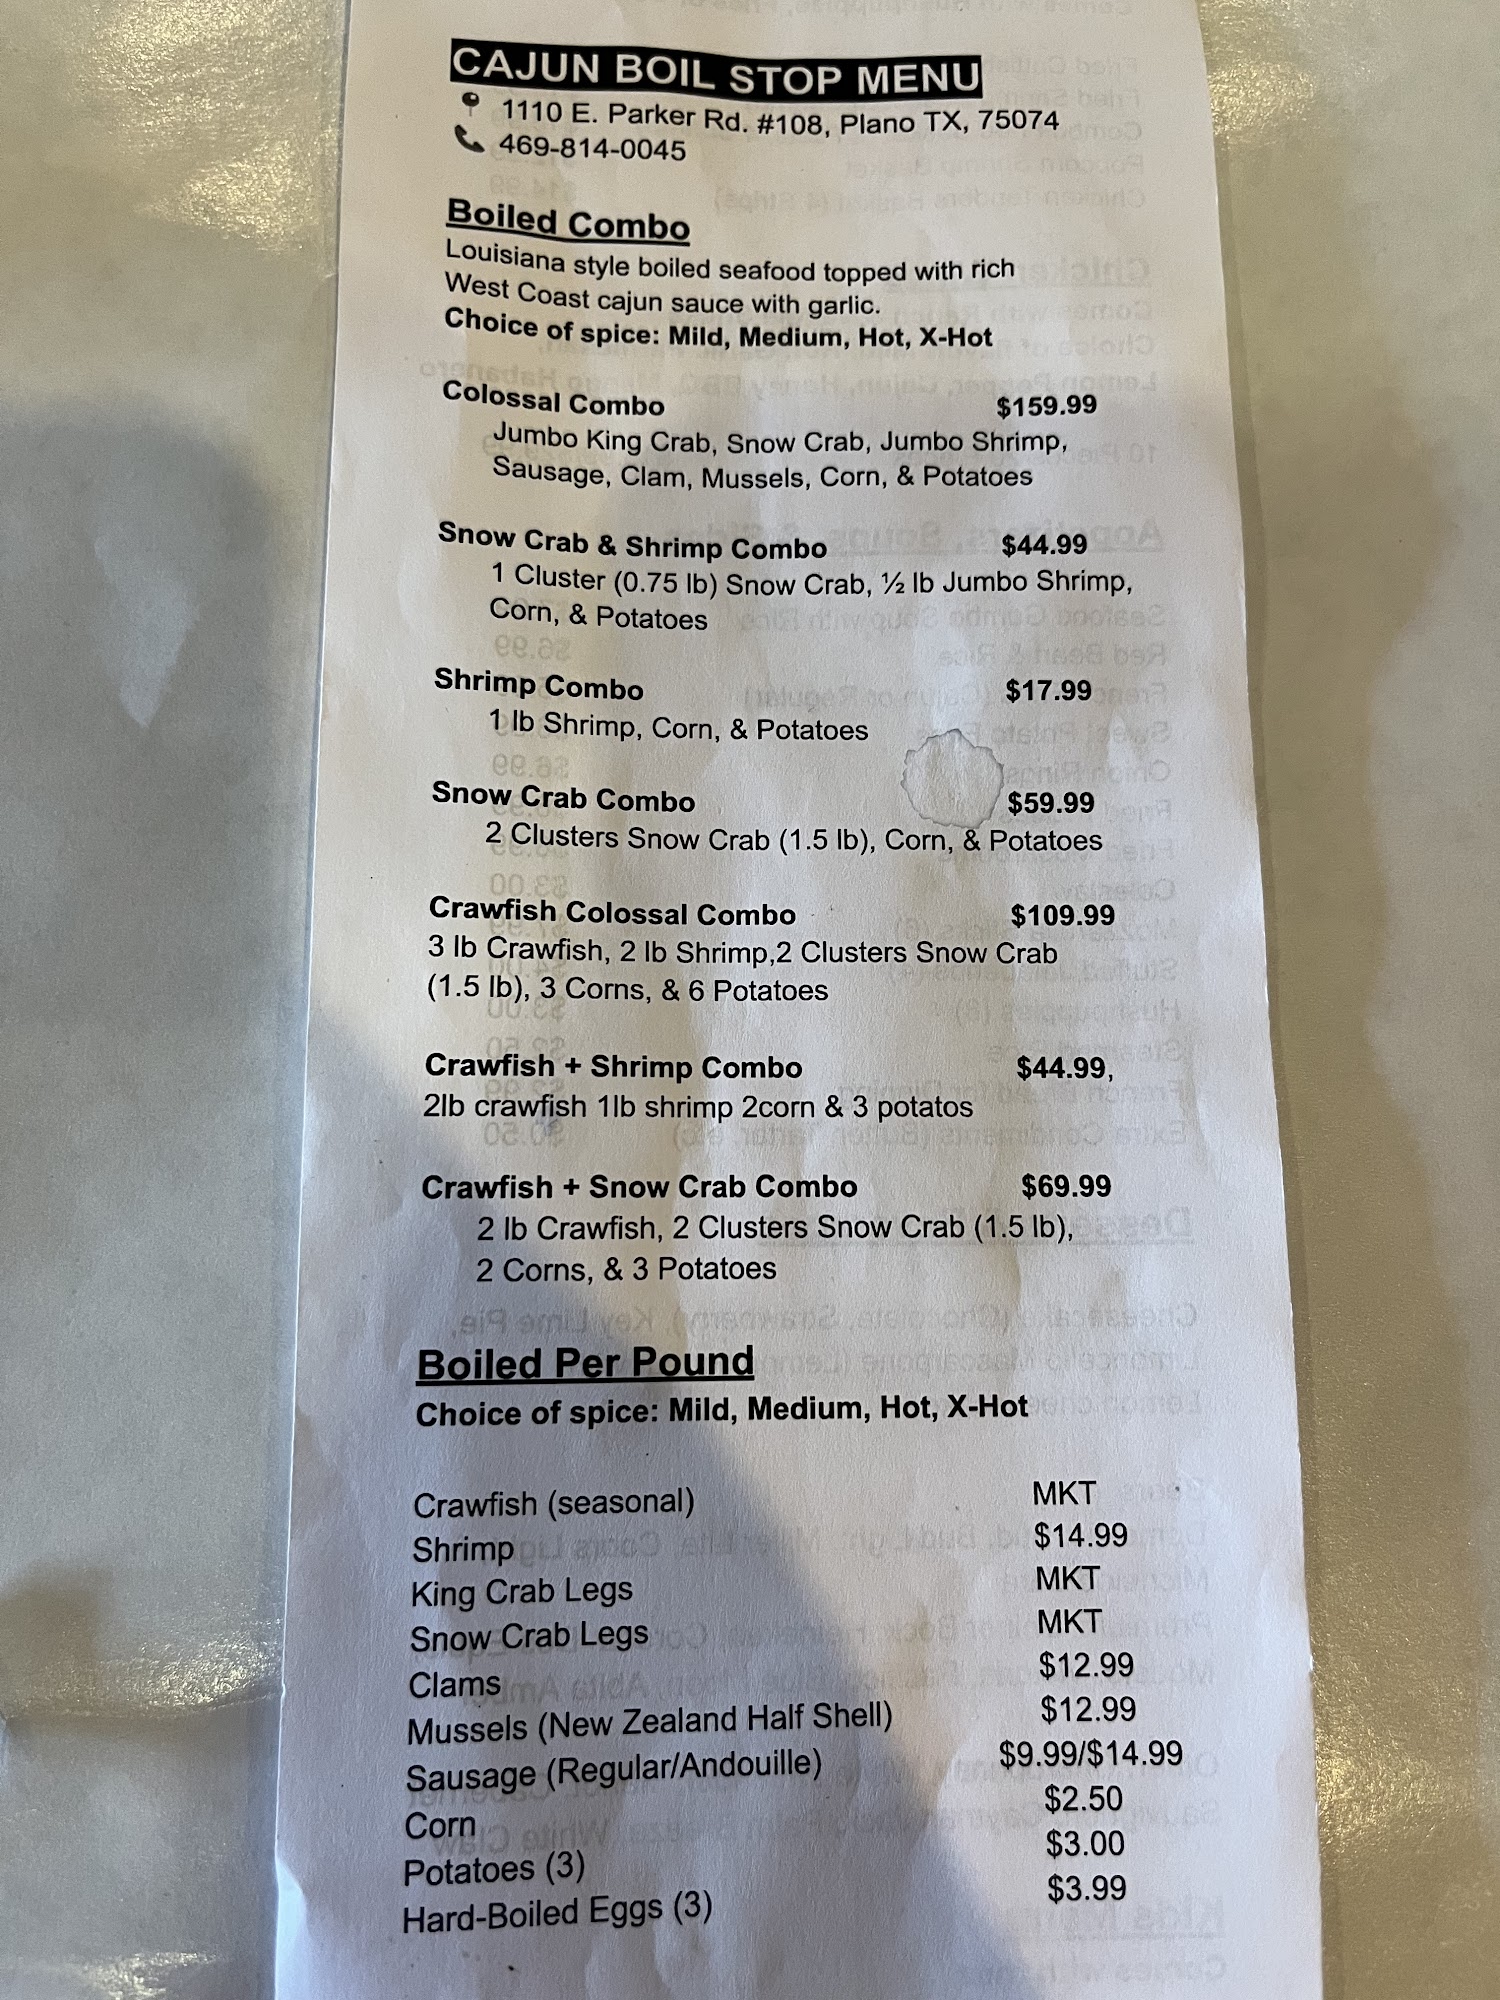 CAJUN BOIL STOP MENU
1110 E. Parker Rd. #108, Plano TX, 75074
469-814-0045
Boiled Combo
Louisiana style boiled seafood topped with rich
West Coast cajun sauce with garlic.
Choice of spice: Mild, Medium, Hot, X-Hot
Colossal Combo $159.99
Jumbo King Crab, Snow Crab, Jumbo Shrimp,
Sausage, Clam, Mussels, Corn, & Potatoes
Snow Crab & Shrimp Combo $44.99
1 Cluster (0.75 lb) Snow Crab, ½ lb Jumbo Shrimp,
Corn, & Potatoes
Shrimp Combo $17.99
1 lb Shrimp, Corn, & Potatoes
Snow Crab Combo $59.99
2 Clusters Snow Crab (1.5 lb), Corn, & Potatoes
Crawfish Colossal Combo $109.99
3 lb Crawfish, 2 lb Shrimp,2 Clusters Snow Crab
(1.5 lb), 3 Corns, & 6 Potatoes
Crawfish + Shrimp Combo $44.99,
2lb crawfish 1lb shrimp 2corn & 3 potatos
Crawfish + Snow Crab Combo $69.99
2 lb Crawfish, 2 Clusters Snow Crab (1.5 lb),
2 Corns, & 3 Potatoes
Boiled Per Pound
Choice of spice: Mild, Medium, Hot, X-Hot
Crawfish (seasonal) MKT
Shrimp $14.99
King Crab Legs MKT
Snow Crab Legs MKT
Clams $12.99
Mussels (New Zealand Half Shell) $12.99
Sausage (Regular/Andouille) $9.99/$14.99
Corn $2.50
Potatoes (3) $3.00
Hard-Boiled Eggs (3) $3.99